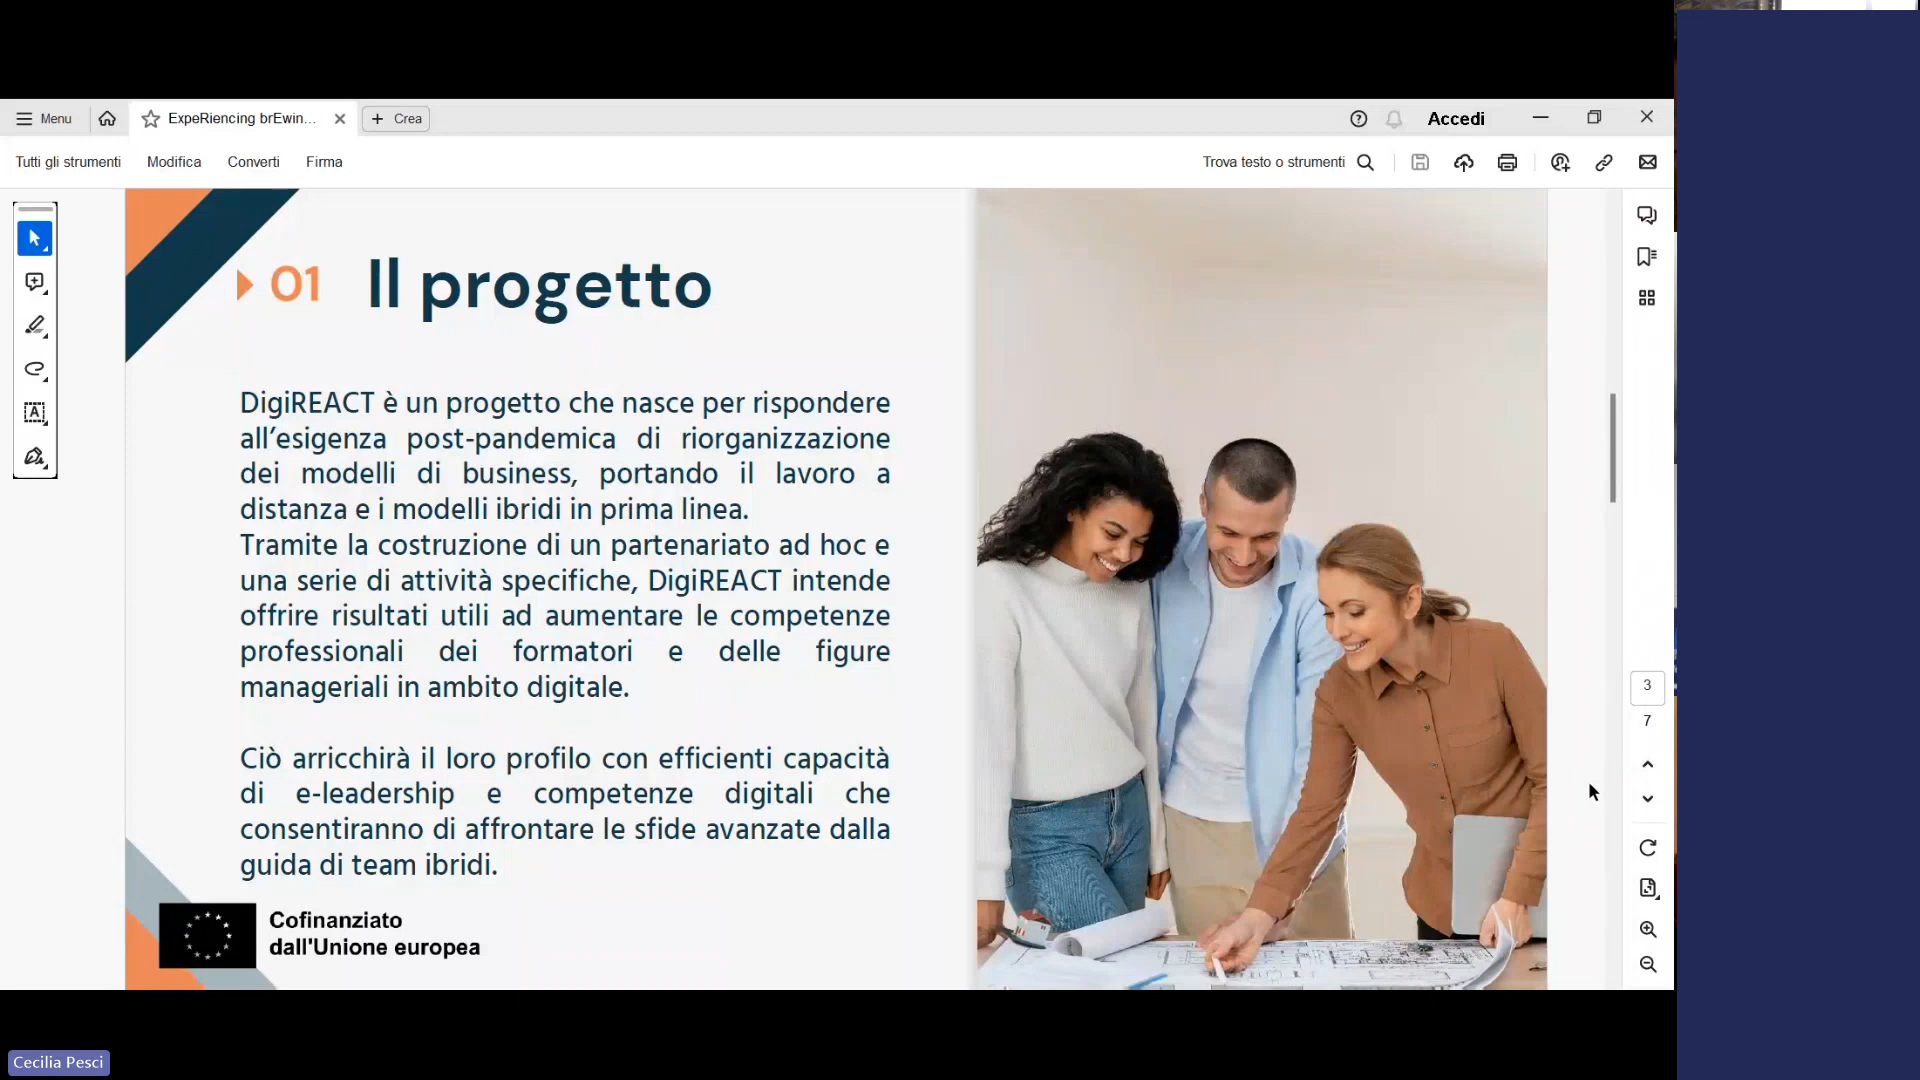 Menu
ExpeRiencing brEwin...
Crea
Accedi
Tutti gli strumenti
Modifica
Converti
Firma
Trova testo o strumenti
01 Il progetto
DigiREACT è un progetto che nasce per rispondere
all’esigenza post-pandemica di riorganizzazione
dei modelli di business, portando il lavoro a
distanza e i modelli ibridi in prima linea.
Tramite la costruzione di un partenariato ad hoc e
una serie di attività specifiche, DigiREACT intende
offrire risultati utili ad aumentare le competenze
professionali dei formatori e delle figure
manageriali in ambito digitale.
Ciò arricchirà il loro profilo con efficienti capacità
di e-leadership e competenze digitali che
consentiranno di affrontare le sfide avanzate dalla
guida di team ibridi.
Cofinanziato
dall'Unione europea
3
7
Cecilia Pesci